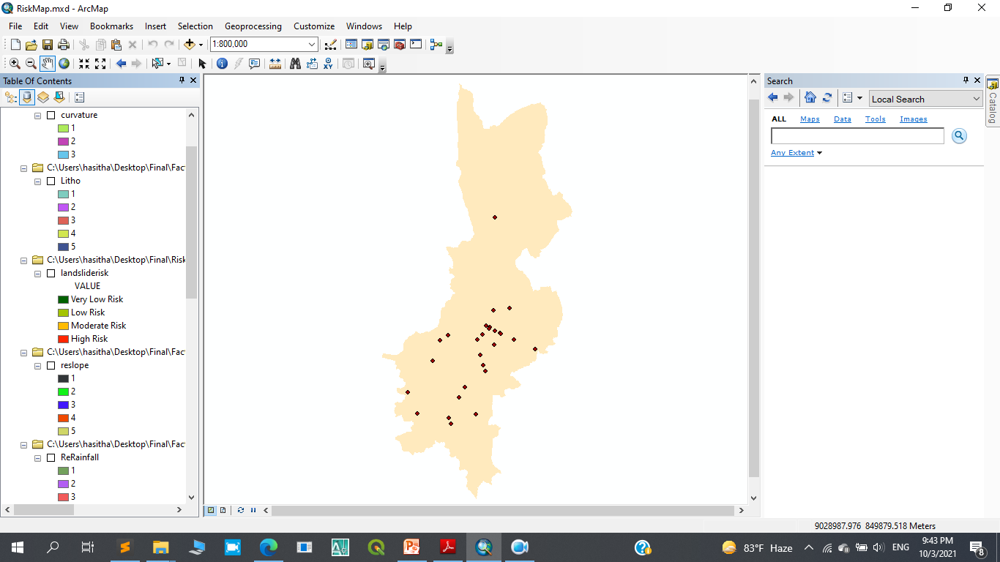 RiskMap.mxd - ArcMap
File Edit View Bookmarks Insert Selection Geoprocessing Customize Windows Help
1:800,000
Table Of Contents
curvature
1
2
3
C:\Users\hasitha\Desktop\Final\Fac
Litho
1
2
3
4
5
C:\Users\hasitha\Desktop\Final\Risk
landsliderisk
VALUE
Very Low Risk
Low Risk
Moderate Risk
High Risk
C:\Users\hasitha\Desktop\Final\Fac
reslope
1
2
3
4
5
C:\Users\hasitha\Desktop\Final\Fac
ReRainfall
1
2
3
Search
Local Search
ALL Maps Data Tools Images
Any Extent
Catalog
9028987.976 849879.518 Meters
83°F Haze
ENG
9:43 PM
10/3/2021
8